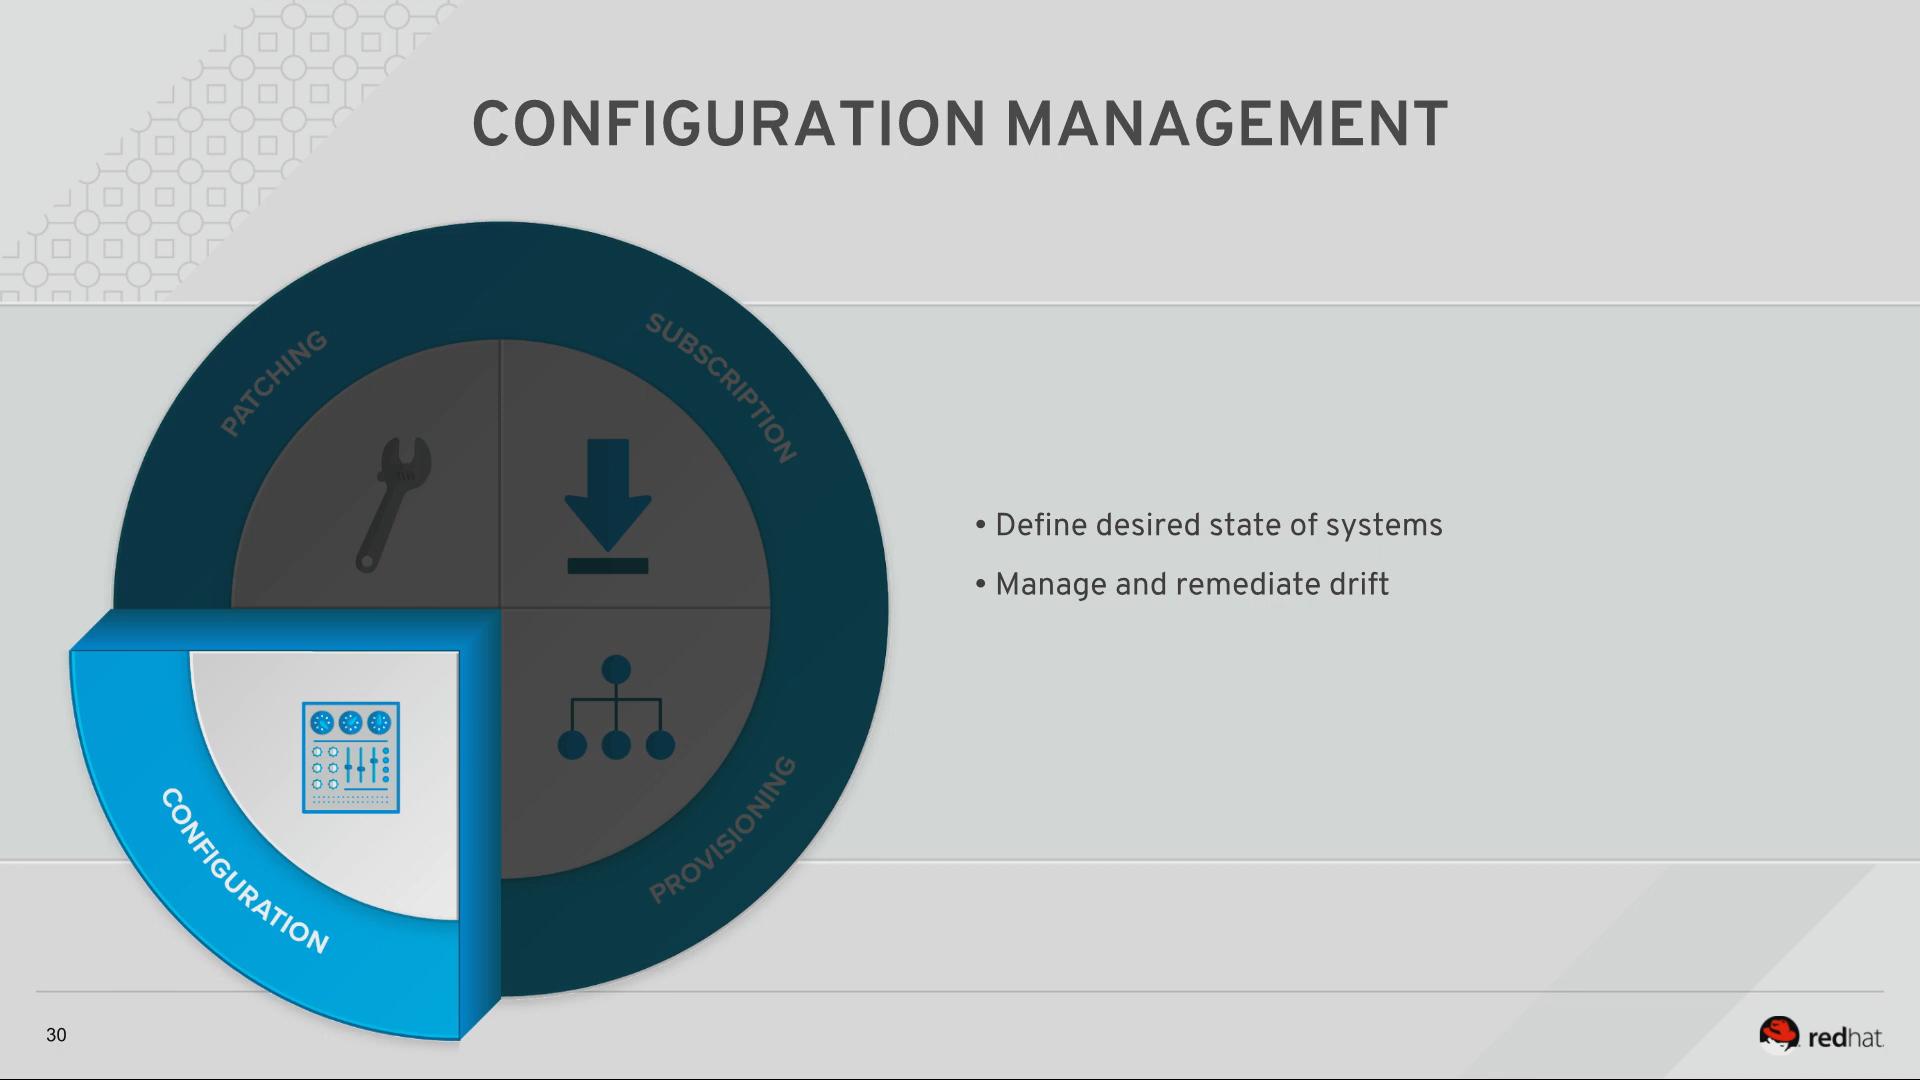 CONFIGURATION MANAGEMENT
PATCHING
SUBSCRIPTION
CONFIGURATION
PROVISIONING
• Define desired state of systems
• Manage and remediate drift
30
redhat